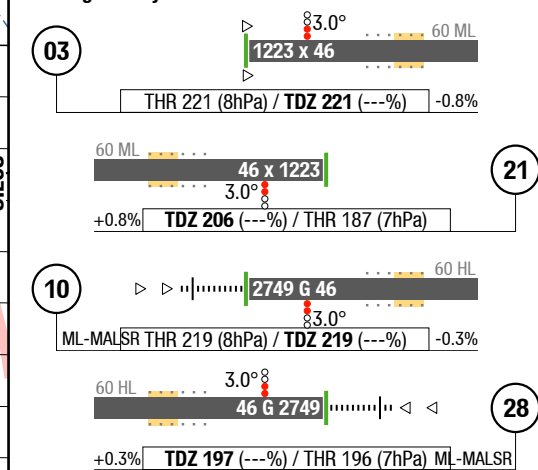 03
3.0°
60 ML
1223 x 46
THR 221 (8hPa) / TDZ 221 (---%) -0.8%
60 ML
46 x 1223
21
3.0°
+0.8% TDZ 206 (---%) / THR 187 (7hPa)
60 HL
10
2749 G 46
3.0°
ML-MALSR THR 219 (8hPa) / TDZ 219 (---%) -0.3%
60 HL
3.0°
46 G 2749
28
+0.3% TDZ 197 (---%) / THR 196 (7hPa) ML-MALSR